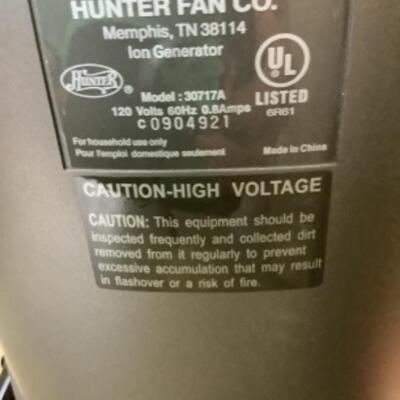 HUNTER FAN CO.
Memphis, TN 38114
Ion Generator
HUNTER
UL
LISTED
6R61
Model: 30717A
120 Volts 60Hz 0.8Amps
C0904921
For household use only
Pour l'emploi domestique seulement
Made in China
CAUTION-HIGH VOLTAGE
CAUTION: This equipment should be
inspected frequently and collected dirt
removed from it regularly to prevent
excessive accumulation that may result
in flashover or a risk of fire.